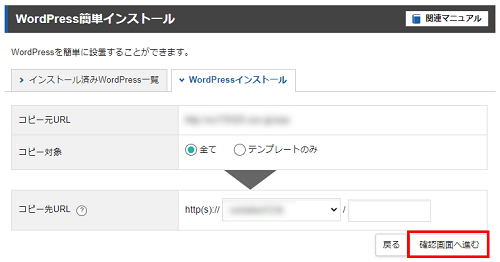 WordPress簡単インストール
関連マニュアル
WordPressを簡単に設置することができます。
インストール済みWordPress一覧
WordPressインストール
コピー元URL
コピー対象
全て
テンプレートのみ
コピー先URL ?
http(s)://
/
戻る
確認画面へ進む